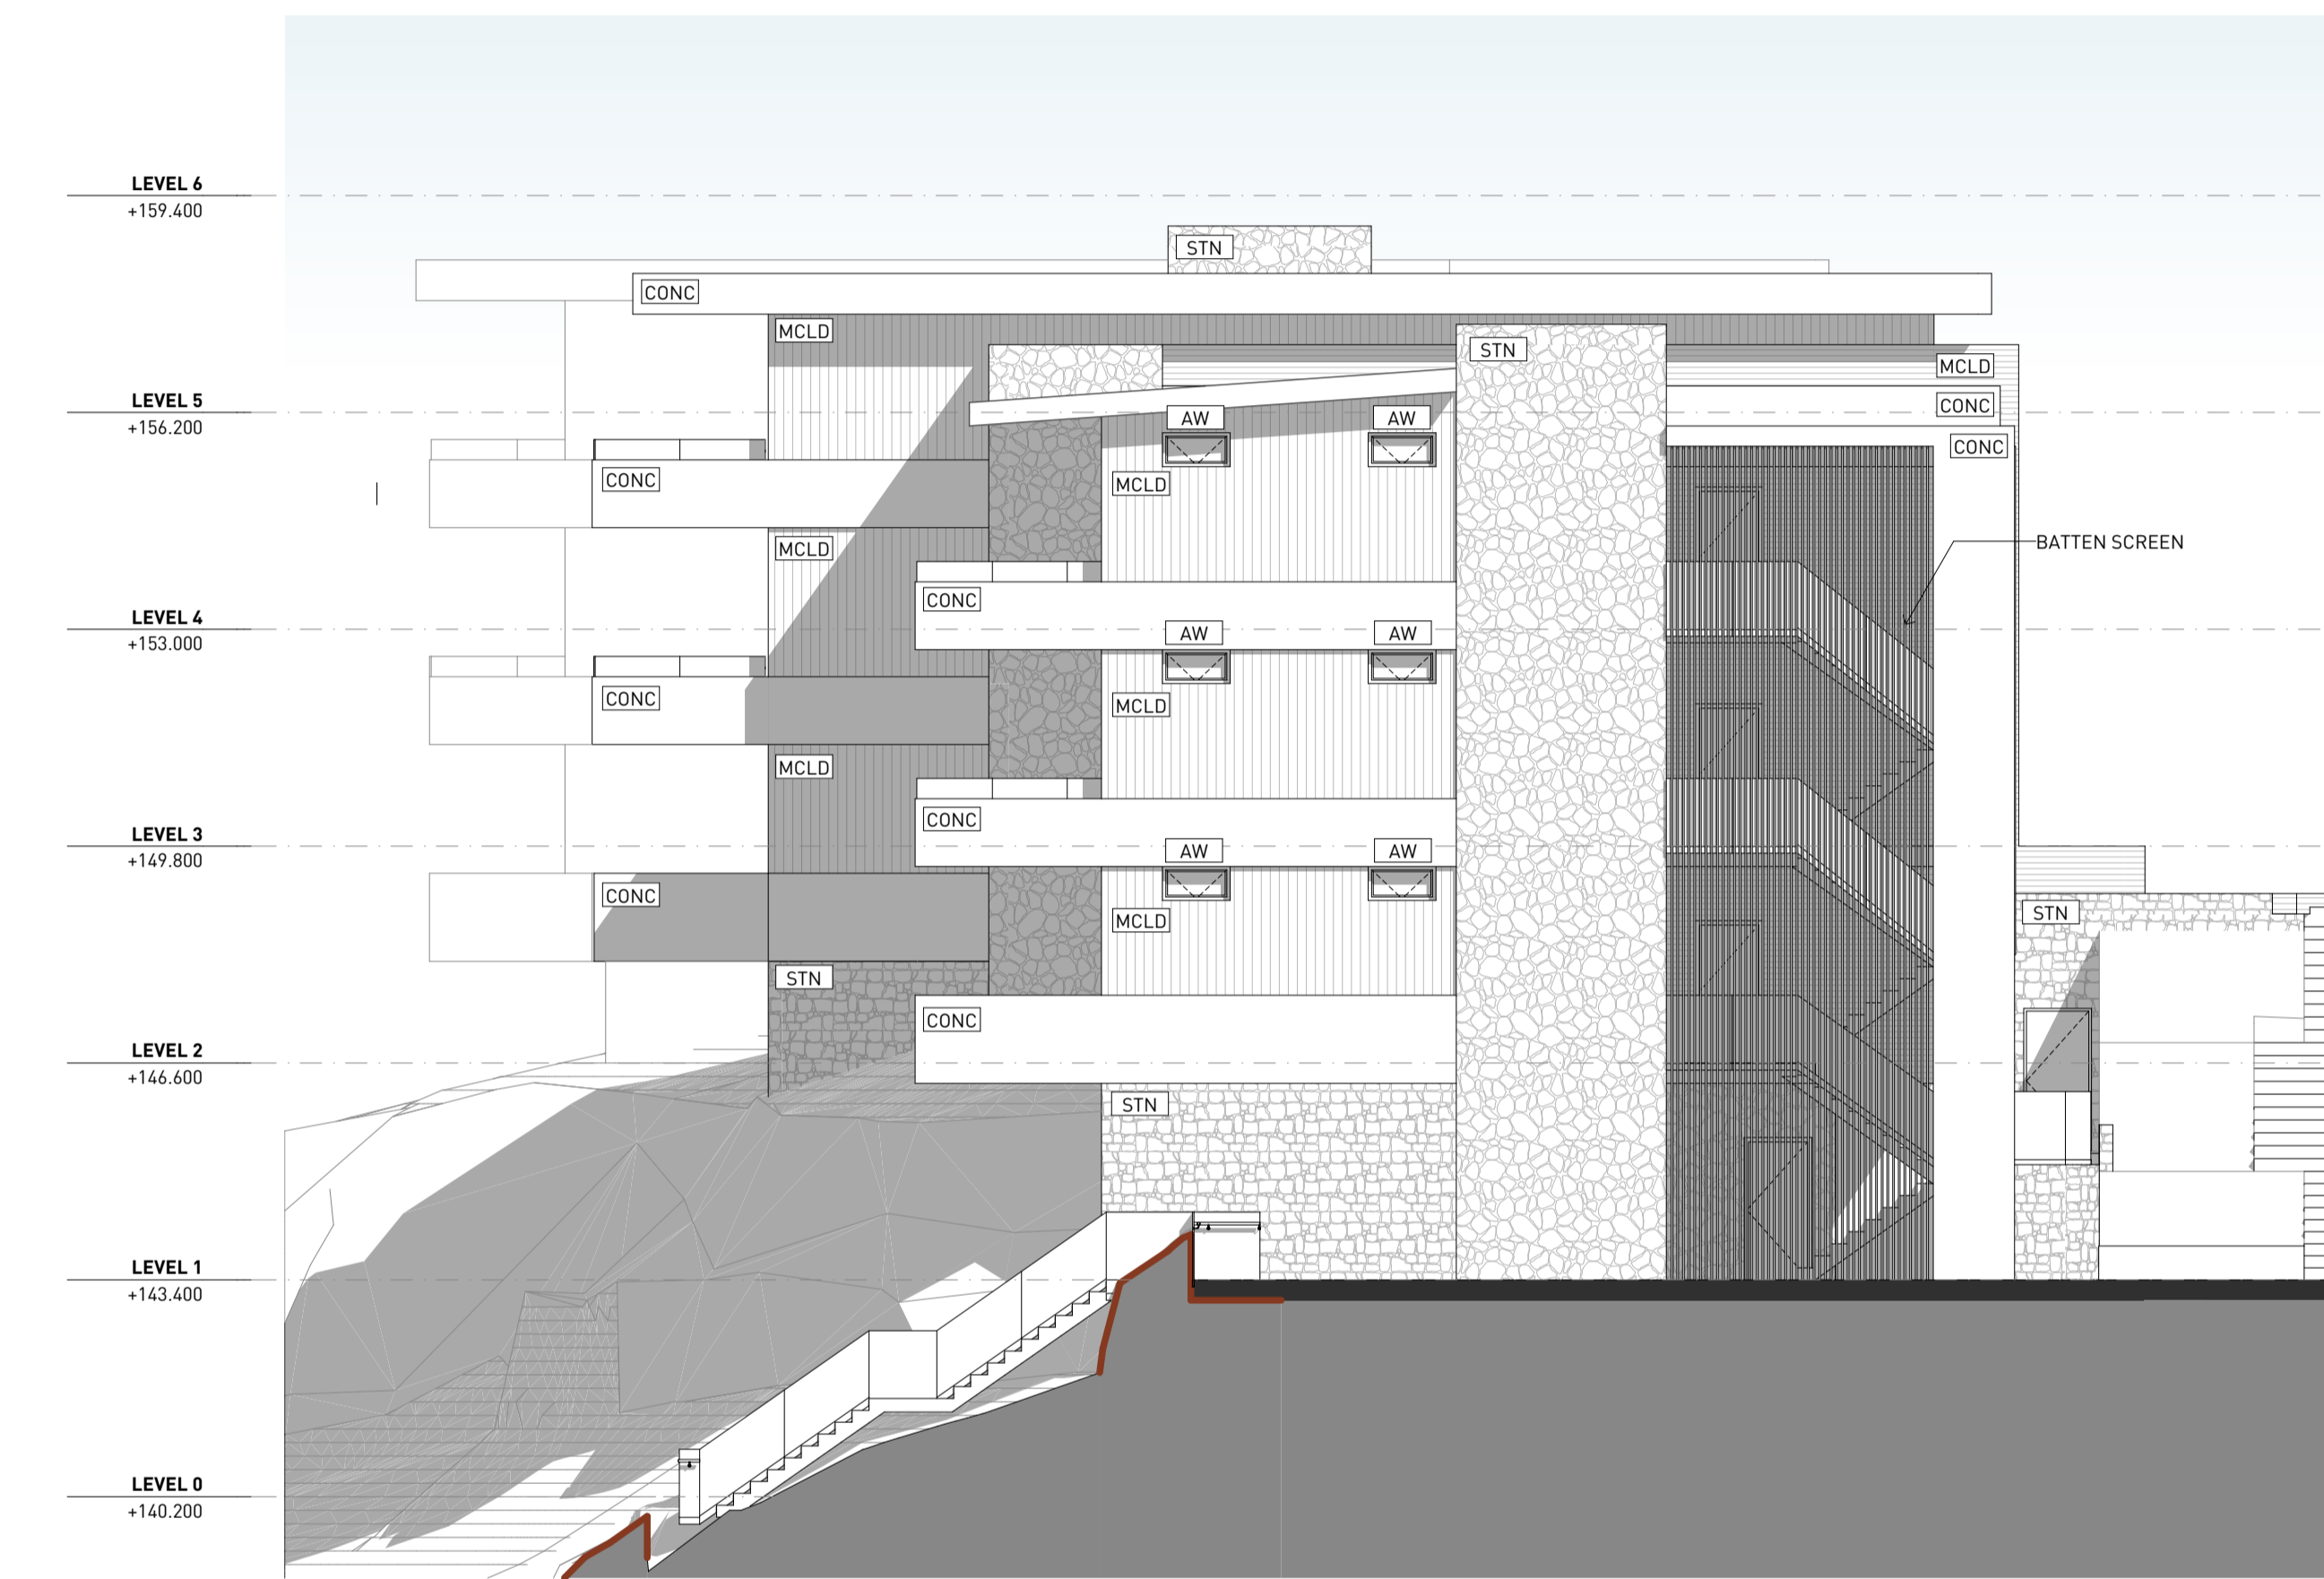 LEVEL 6
+159.400
STN
CONC
MCLD
STN
MCLD
LEVEL 5
+156.200
AW
AW
CONC
CONC
CONC
MCLD
MCLD
BATTEN SCREEN
CONC
LEVEL 4
+153.000
AW
AW
CONC
MCLD
MCLD
CONC
LEVEL 3
+149.800
AW
AW
CONC
MCLD
STN
STN
CONC
LEVEL 2
+146.600
STN
LEVEL 1
+143.400
LEVEL 0
+140.200